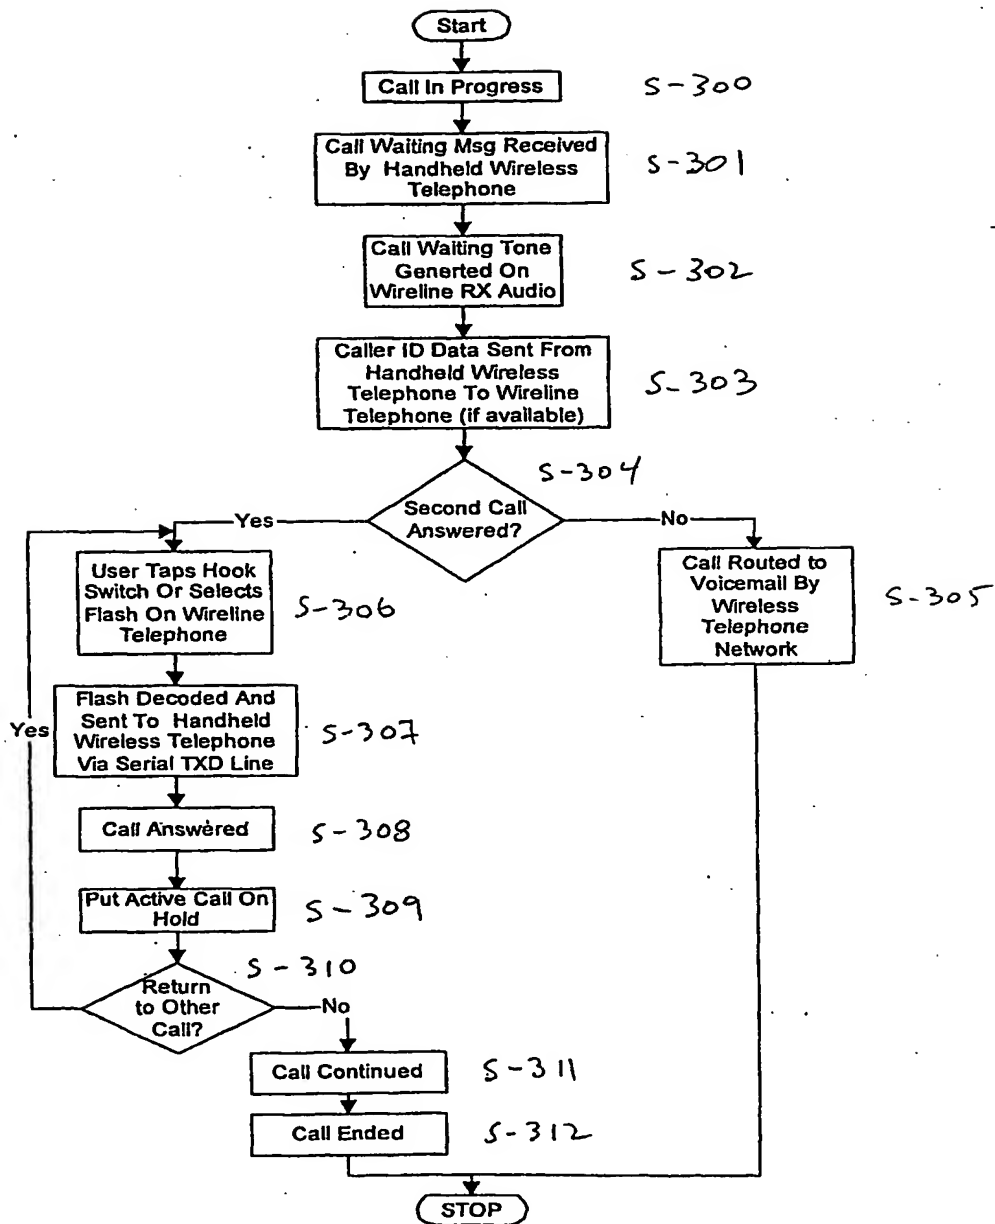 Start
Call In Progress
S-300
Call Waiting Msg Received
By Handheld Wireless
Telephone
S-301
Call Waiting Tone
Generted On
Wireline RX Audio
S-302
Caller ID Data Sent From
Handheld Wireless
Telephone To Wireline
Telephone (if available)
S-303
S-304
Second Call
Answered?
Yes
No
User Taps Hook
Switch Or Selects
Flash On Wireline
Telephone
S-306
Call Routed to
Voicemail By
Wireless
Telephone
Network
S-305
Flash Decoded And
Sent To Handheld
Wireless Telephone
Via Serial TXD Line
S-307
Yes
Call Answered
S-308
Put Active Call On
Hold
S-309
S-310
Return
to Other
Call?
No
Call Continued
S-311
Call Ended
S-312
STOP